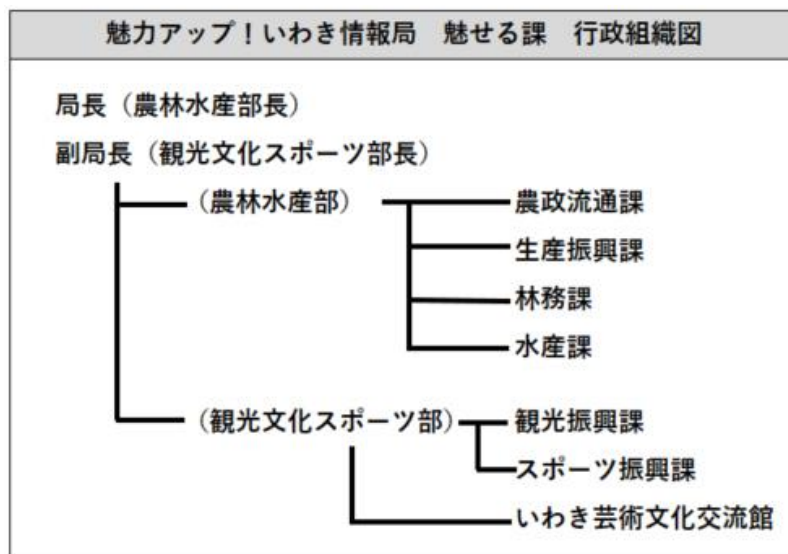 魅力アップ！いわき情報局　魅せる課　行政組織図
局長（農林水産部長）
副局長（観光文化スポーツ部長）
（農林水産部）
農政流通課
生産振興課
林務課
水産課
（観光文化スポーツ部）
観光振興課
スポーツ振興課
いわき芸術文化交流館